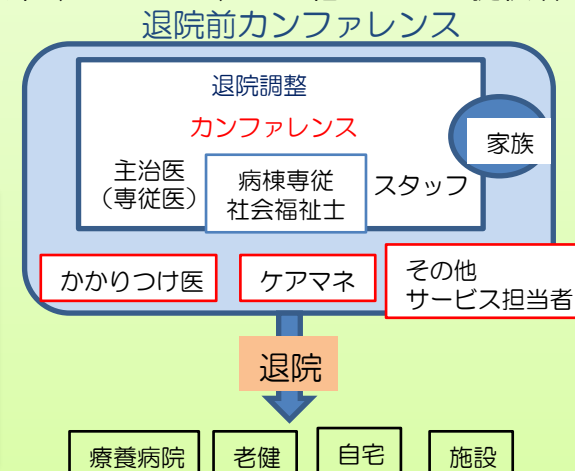 退院前カンファレンス
退院調整
カンファレンス
家族
主治医
（専従医）
病棟専従
社会福祉士
スタッフ
かかりつけ医
ケアマネ
その他
サービス担当者
退院
療養病院
老健
自宅
施設